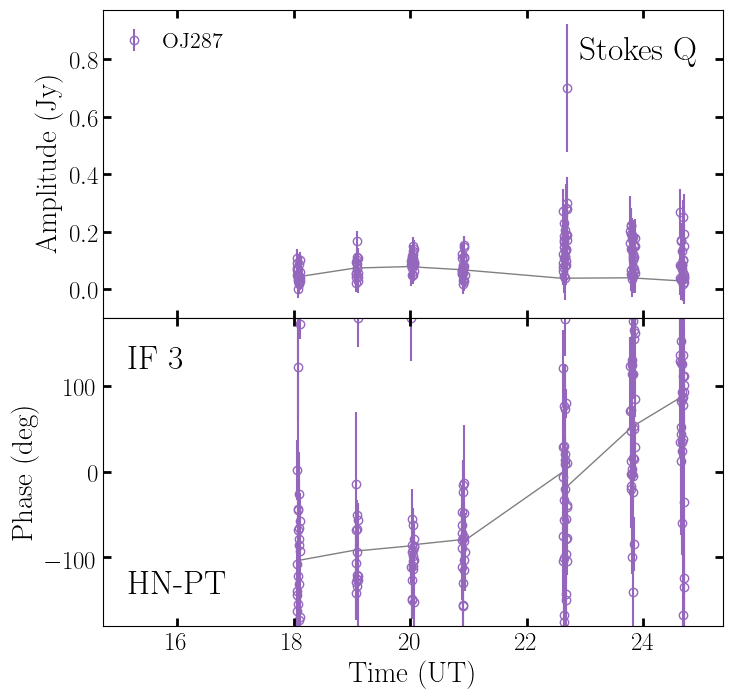 OJ287
Stokes Q
0.8
0.6
0.4
0.2
0.0
Amplitude (Jy)
IF 3
100
0
−100
Phase (deg)
HN-PT
16 18 20 22 24
Time (UT)